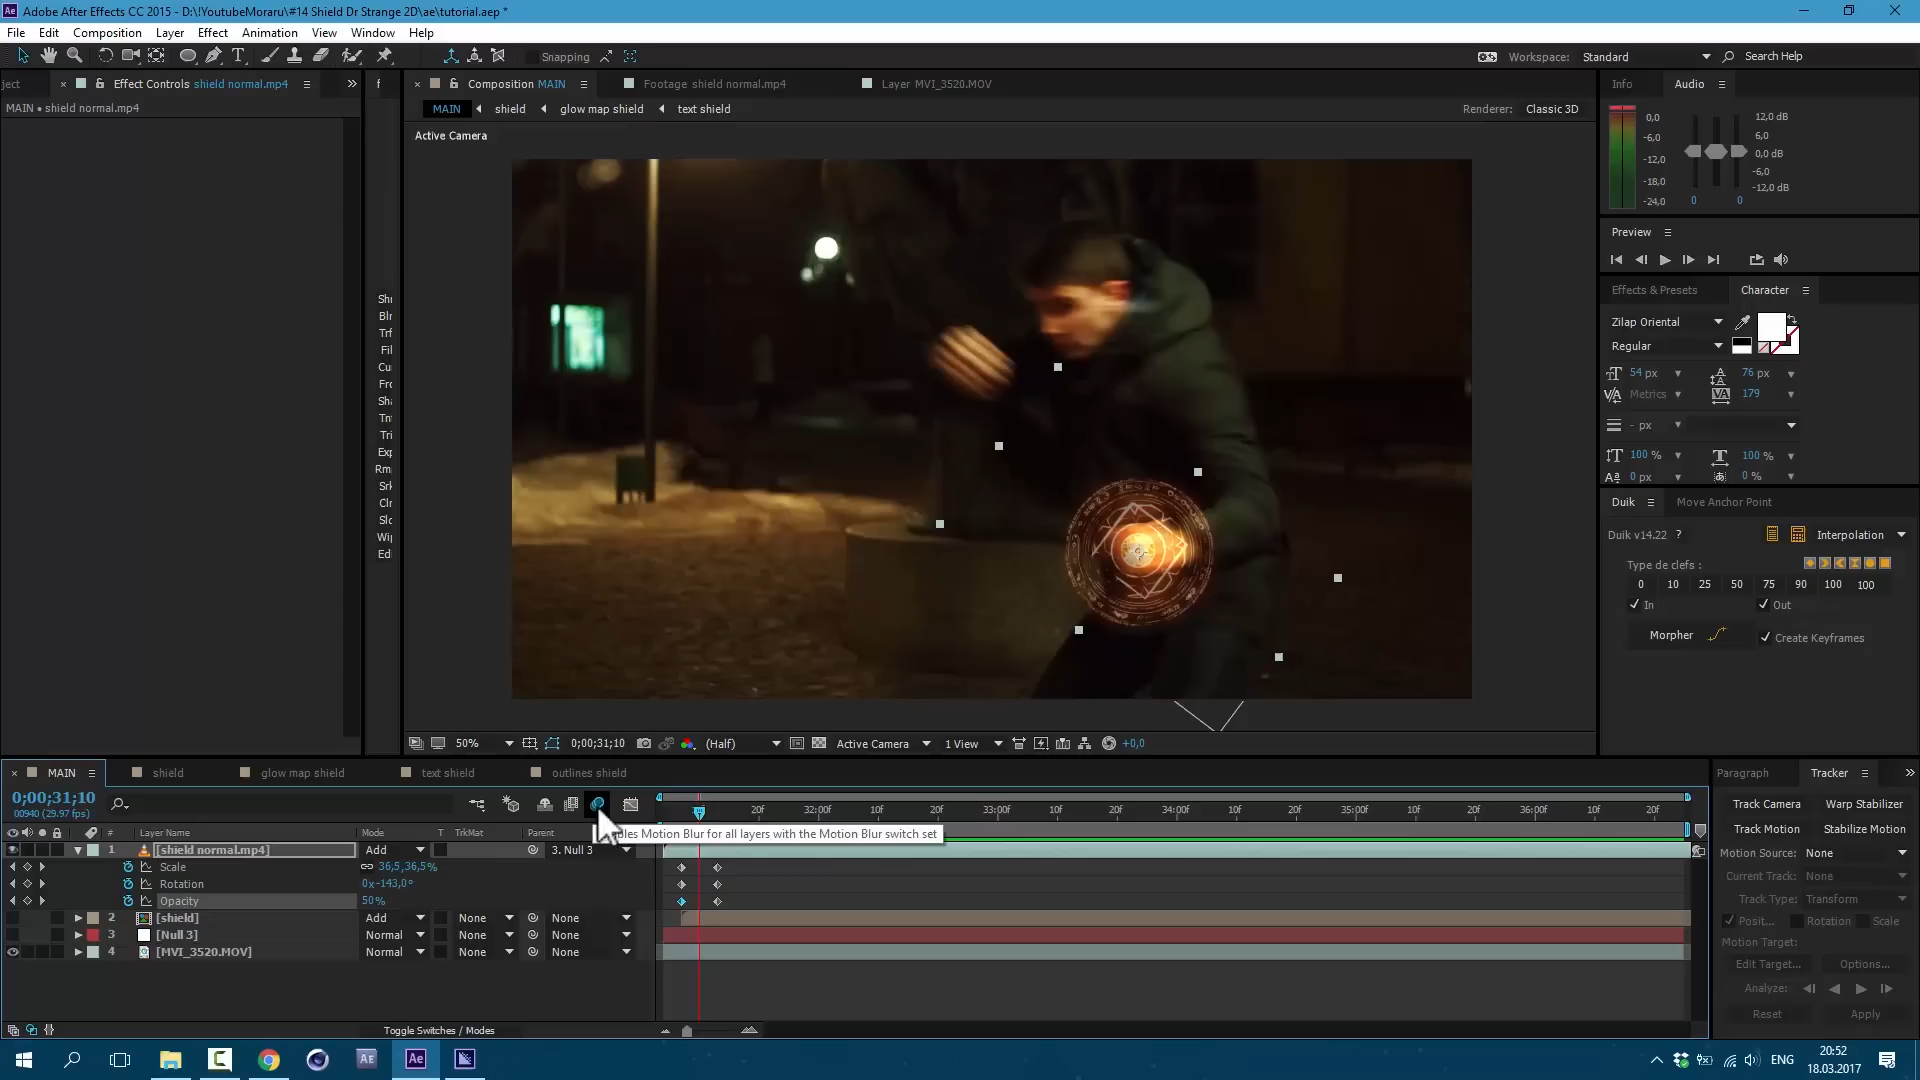 Adobe After Effects CC 2015 - D:\!YoutubeMoraru\#14 Shield Dr Strange 2D\ae\tutorial.aep *
File Edit Composition Layer Effect Animation View Window Help
Snapping
Workspace: Standard
Search Help
ject
Effect Controls shield normal.mp4
Composition MAIN
Footage shield normal.mp4
Layer MVI_3520.MOV
Info
Audio
MAIN • shield normal.mp4
MAIN shield glow map shield text shield
Renderer: Classic 3D
Active Camera
0,0
-6,0
-12,0
-18,0
-24,0
12,0 dB
6,0
0,0 dB
-6,0
-12,0 dB
0 0
Preview
Effects & Presets
Character
Zilap Oriental
Regular
54 px 76 px
Metrics 179
- px
100 % 100 %
0 px 0 %
Duik
Move Anchor Point
Duik v14.22 ?
Interpolation
Type de clefs :
0 10 25 50 75 90 100 100
In
Out
Morpher
Create Keyframes
50%
0;00;31;10
(Half)
Active Camera
1 View
+0,0
MAIN
shield
glow map shield
text shield
outlines shield
Paragraph
Tracker
0;00;31;10
00940 (29.97 fps)
20f 32:00f 10f 20f 33:00f 10f 20f 34:00f 10f 20f 35:00f 10f 20f 36:00f 10f 20f
bles Motion Blur for all layers with the Motion Blur switch set
# Layer Name Mode T TrkMat Parent
1 [shield normal.mp4] Add 3. Null 3
Scale 36,5,36,5%
Rotation 0x-143,0°
Opacity 50%
2 [shield] Add None None
3 [Null 3] Normal None None
4 [MVI_3520.MOV] Normal None None
Toggle Switches / Modes
Track Camera Warp Stabilizer
Track Motion Stabilize Motion
Motion Source: None
Current Track: None
Track Type: Transform
Posit... Rotation Scale
Motion Target:
Edit Target... Options...
Analyze:
Reset Apply
ENG
20:52
18.03.2017